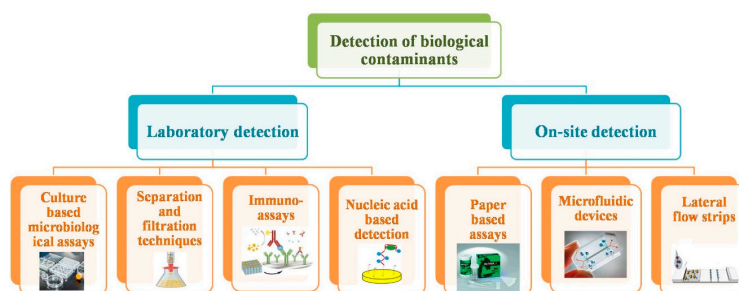 Detection of biological
contaminants
Laboratory detection
On-site detection
Culture
based
microbiolog
ical assays
Separation
and
filtration
techniques
Immuno-
assays
Nucleic acid
based
detection
Paper
based
assays
Microfluidic
devices
Lateral
flow strips